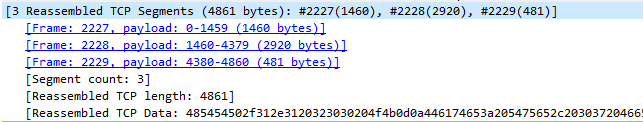 [3 Reassembled TCP Segments (4861 bytes): #2227(1460), #2228(2920), #2229(481)]
[Frame: 2227, payload: 0-1459 (1460 bytes)]
[Frame: 2228, payload: 1460-4379 (2920 bytes)]
[Frame: 2229, payload: 4380-4860 (481 bytes)]
[Segment count: 3]
[Reassembled TCP length: 4861]
[Reassembled TCP Data: 485454502f312e3120323030204f4b0d0a446174653a205475652c203037204665